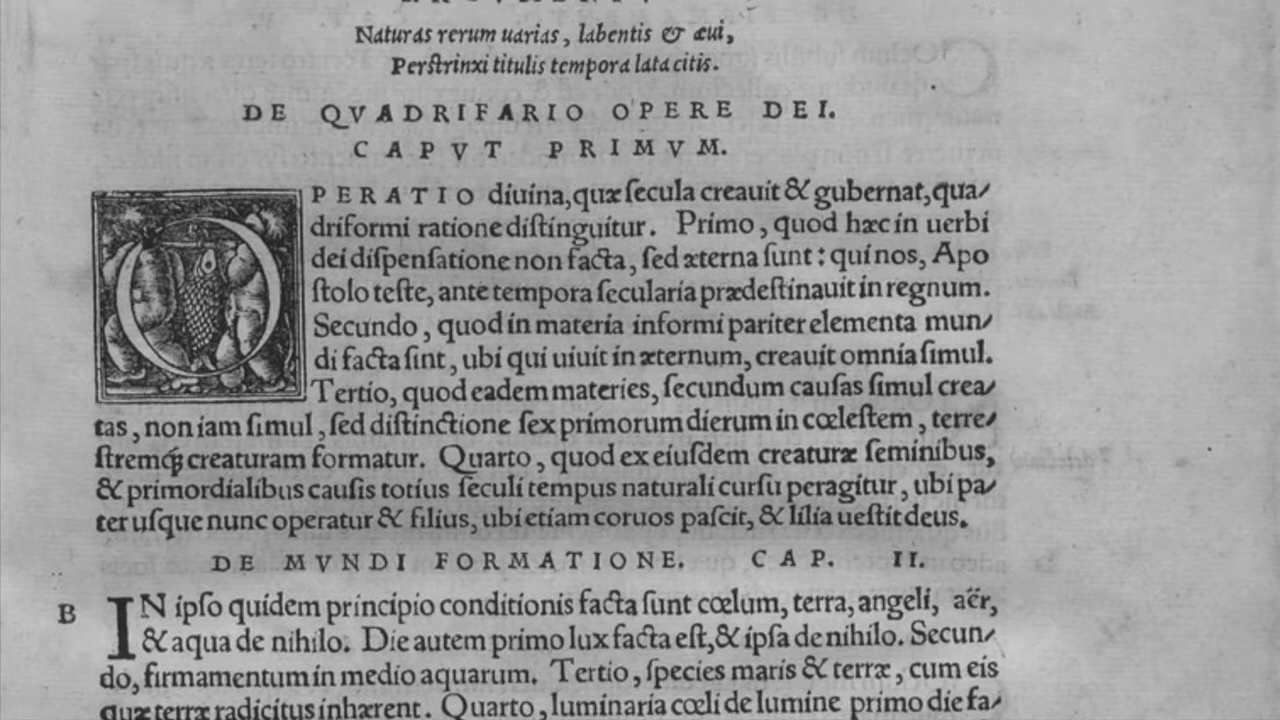 Naturas rerum uarias, labentis & æui,
Perstrinxi titulis tempora lata citis.
DE QVADRIFARIO OPERE DEI.
CAPVT PRIMVM.
OPERATIO diuina, quæ ſecula creauit & gubernat, qua/
driformi ratione diſtinguitur. Primo, quod hæc in uerbi
dei diſpenſatione non facta, ſed æterna ſunt: qui nos, Apo
ſtolo teſte, ante tempora ſecularia prædeſtinauit in regnum.
Secundo, quod in materia informi pariter elementa mun/
di facta ſint, ubi qui uiuit in æternum, creauit omnia ſimul.
Tertio, quod eadem materies, ſecundum cauſas ſimul crea/
tas, non iam ſimul, ſed diſtinctione ſex primorum dierum in cœleſtem, terre/
ſtremq́ꝫ creaturam formatur. Quarto, quod ex eiuſdem creaturæ ſeminibus,
& primordialibus cauſis totius ſeculi tempus naturali curſu peragitur, ubi pa/
ter uſque nunc operatur & filius, ubi etiam coruos paſcit, & lilia ueſtit deus.
DE MVNDI FORMATIONE. CAP. II.
B IN ipſo quidem principio conditionis facta ſunt cœlum, terra, angeli, aër,
& aqua de nihilo. Die autem primo lux facta eſt, & ipſa de nihilo. Secun/
do, firmamentum in medio aquarum. Tertio, ſpecies maris & terræ, cum eis
quæ terræ radicitus inhærent. Quarto, luminaria cœli de lumine primo die fa/